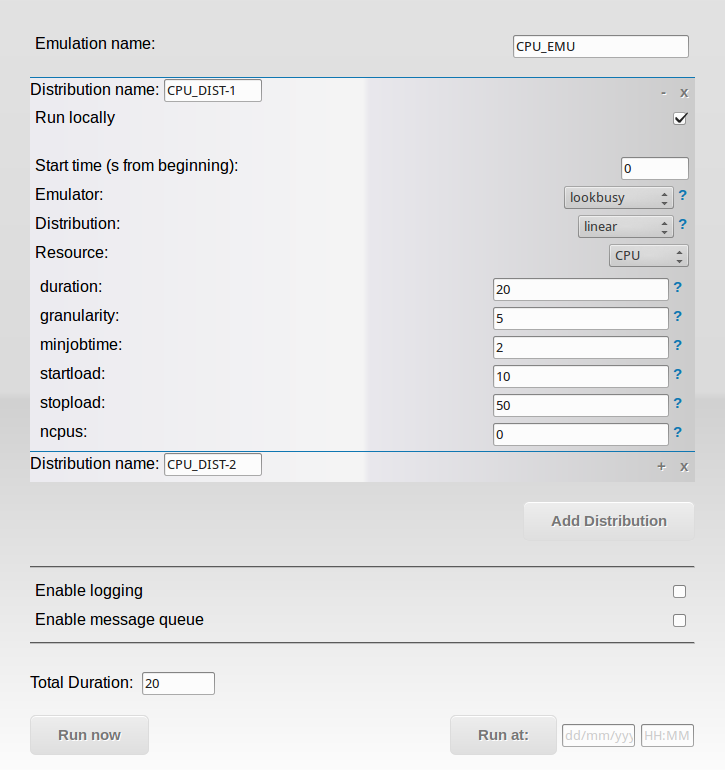 Emulation name: CPU_EMU
Distribution name: CPU_DIST-1 - x
Run locally
Start time (s from beginning): 0
Emulator: lookbusy ?
Distribution: linear ?
Resource: CPU
duration: 20 ?
granularity: 5 ?
minjobtime: 2 ?
startload: 10 ?
stopload: 50 ?
ncpus: 0 ?
Distribution name: CPU_DIST-2 + x
Add Distribution
Enable logging
Enable message queue
Total Duration: 20
Run now Run at: dd/mm/yyy HH:MM